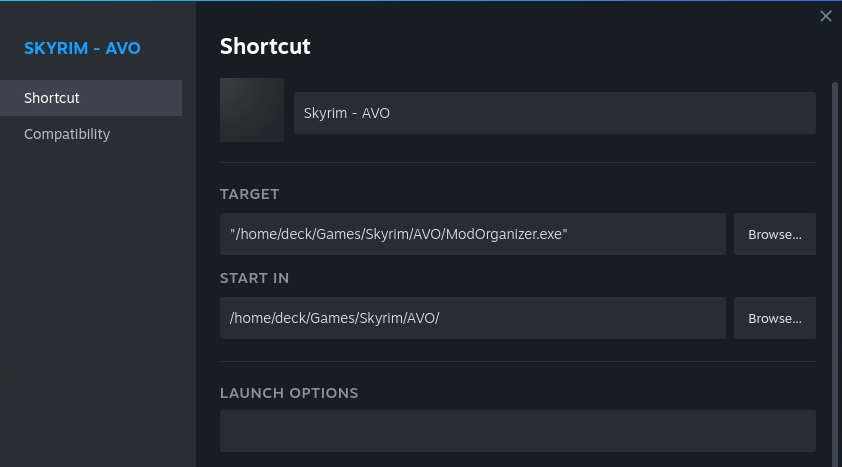 SKYRIM - AVO
Shortcut
Compatibility
Shortcut
Skyrim - AVO
TARGET
"/home/deck/Games/Skyrim/AVO/ModOrganizer.exe"
Browse...
START IN
/home/deck/Games/Skyrim/AVO/
Browse...
LAUNCH OPTIONS